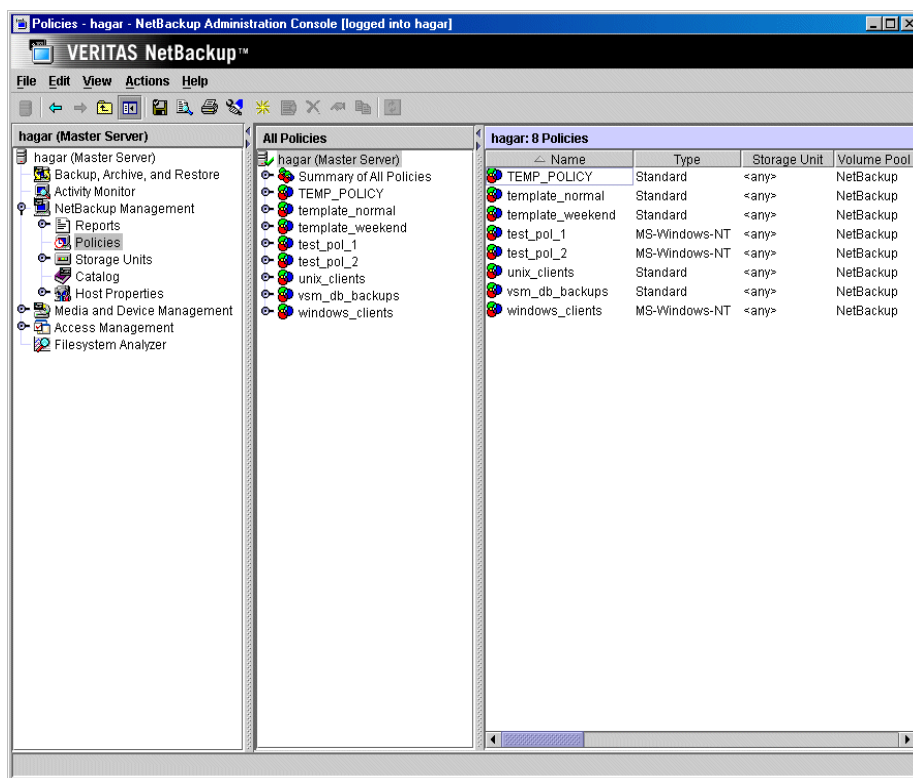 Policies - hagar - NetBackup Administration Console [logged into hagar]
VERITAS NetBackup™
File Edit View Actions Help
hagar (Master Server)
hagar (Master Server)
Backup, Archive, and Restore
Activity Monitor
NetBackup Management
Reports
Policies
Storage Units
Catalog
Host Properties
Media and Device Management
Access Management
Filesystem Analyzer
All Policies
hagar (Master Server)
Summary of All Policies
TEMP_POLICY
template_normal
template_weekend
test_pol_1
test_pol_2
unix_clients
vsm_db_backups
windows_clients
hagar: 8 Policies
Name Type Storage Unit Volume Pool
TEMP_POLICY Standard <any> NetBackup
template_normal Standard <any> NetBackup
template_weekend Standard <any> NetBackup
test_pol_1 MS-Windows-NT <any> NetBackup
test_pol_2 MS-Windows-NT <any> NetBackup
unix_clients Standard <any> NetBackup
vsm_db_backups Standard <any> NetBackup
windows_clients MS-Windows-NT <any> NetBackup